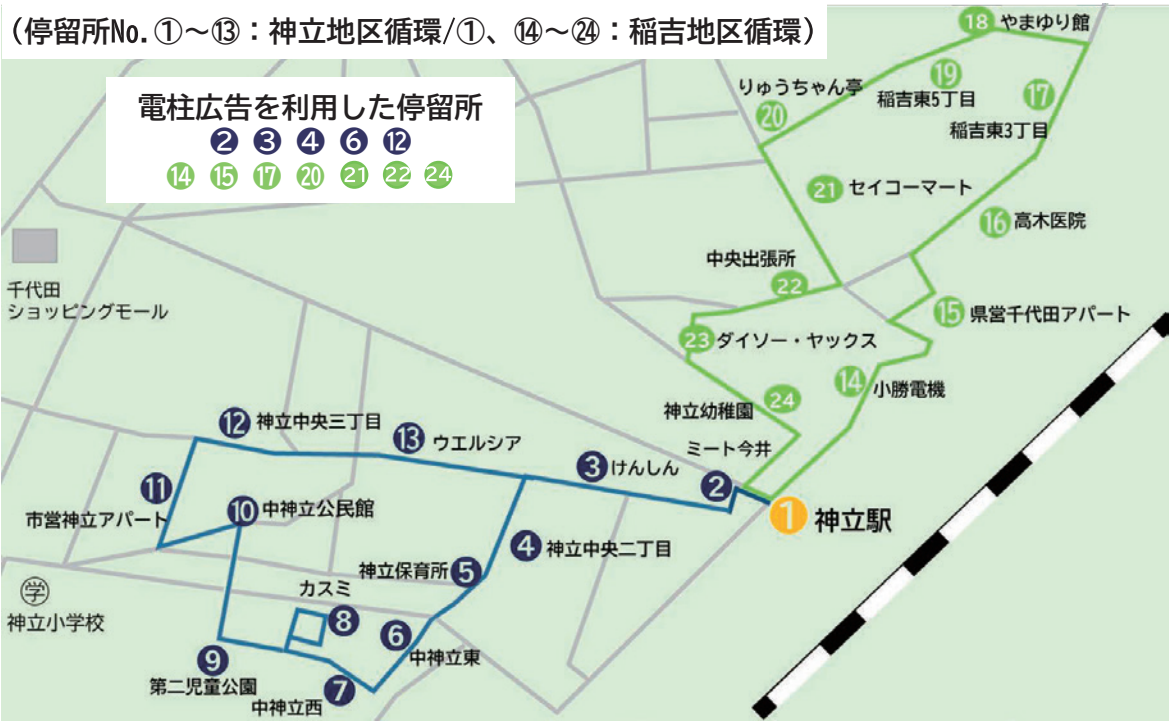 (停留所No.①～⑬：神立地区循環/①、⑭～㉔：稲吉地区循環)
電柱広告を利用した停留所
❷ ❸ ❹ ❻ ⓬
⑭ ⑮ ⑰ ⑳ ㉑ ㉒ ㉔
⑱ やまゆり館
⑲
稲吉東5丁目
⑰
稲吉東3丁目
りゅうちゃん亭
⑳
㉑ セイコーマート
⑯ 高木医院
中央出張所
㉒
⑮ 県営千代田アパート
㉓ ダイソー・ヤックス
⑭ 小勝電機
神立幼稚園 ㉔
ミート今井
❷
① 神立駅
千代田
ショッピングモール
⓬ 神立中央三丁目
⓭ ウエルシア
❸ けんしん
⓫
市営神立アパート
❿ 中神立公民館
❹ 神立中央二丁目
神立保育所 ❺
カスミ
❽
❻
中神立東
学
神立小学校
❾
第二児童公園
❼
中神立西